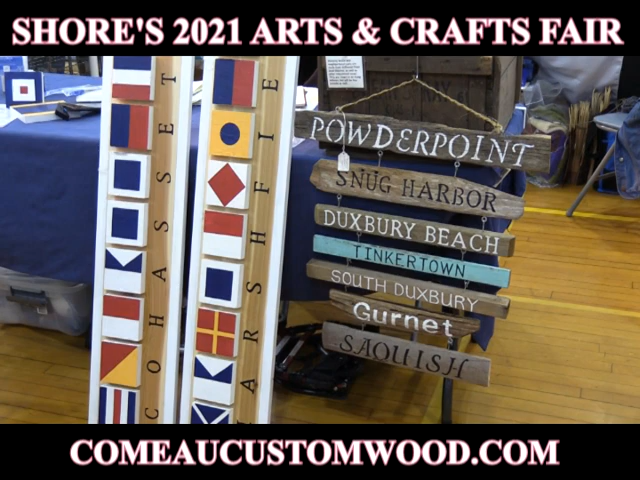 SHORE'S 2021 ARTS & CRAFTS FAIR
COHASSET
MARSHFIE
POWDERPOINT
SNUG HARBOR
DUXBURY BEACH
TINKERTOWN
SOUTH DUXBURY
Gurnet
SAQUISH
COMEAUCUSTOMWOOD.COM